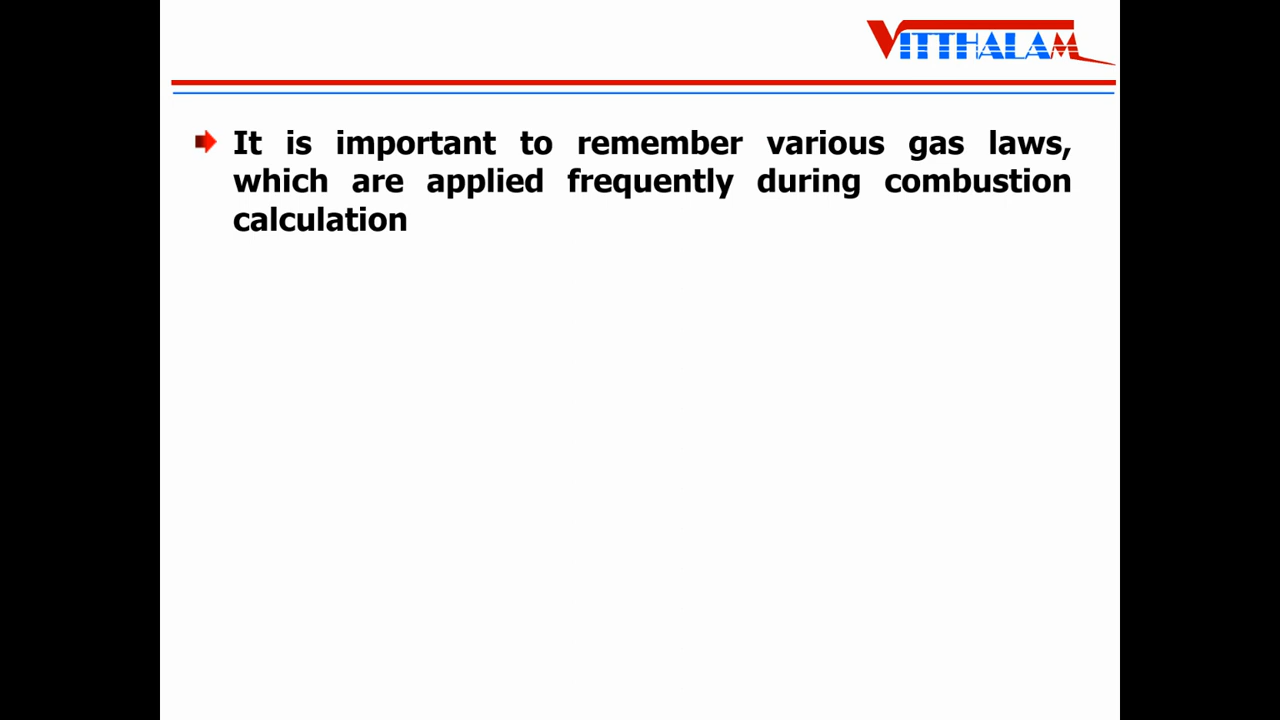 VITTHALAM
It is important to remember various gas laws,
which are applied frequently during combustion
calculation